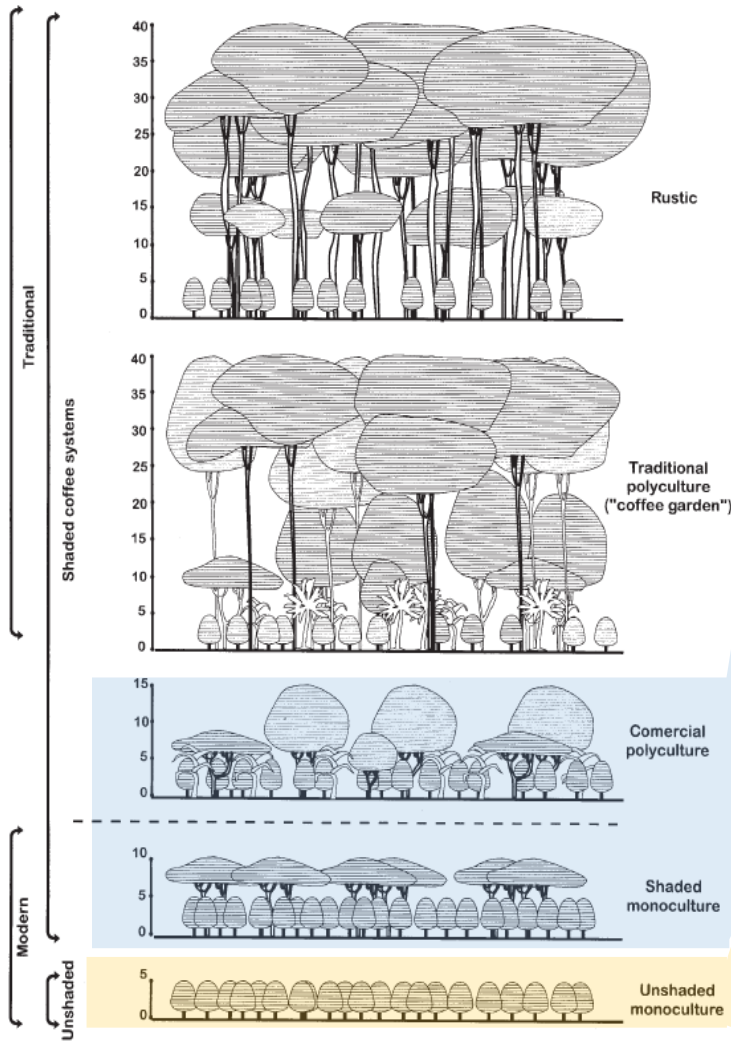 40
35
30
25
20
15
10
5
0
Rustic
40
35
30
25
20
15
10
5
0
Traditional
polyculture
("coffee garden")
15
10
5
0
Comercial
polyculture
10
5
0
Shaded
monoculture
5
0
Unshaded
monoculture
Traditional
Shaded coffee systems
Modern
Unshaded